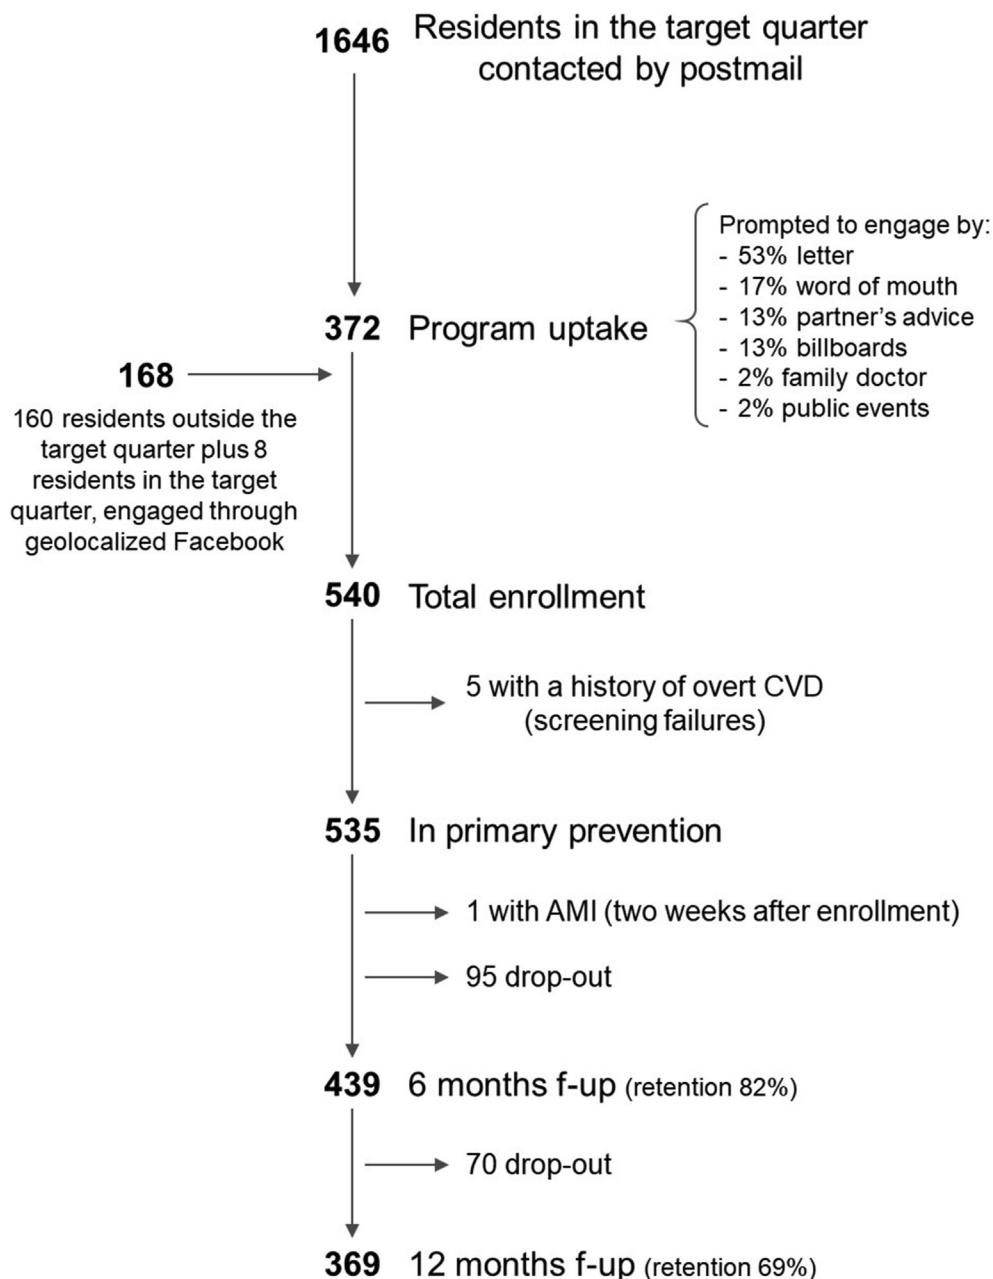 1646 Residents in the target quarter
contacted by postmail
Prompted to engage by:
- 53% letter
- 17% word of mouth
- 13% partner's advice
- 13% billboards
- 2% family doctor
- 2% public events
372 Program uptake
168
160 residents outside the
target quarter plus 8
residents in the target
quarter, engaged through
geolocalized Facebook
540 Total enrollment
5 with a history of overt CVD
(screening failures)
535 In primary prevention
1 with AMI (two weeks after enrollment)
95 drop-out
439 6 months f-up (retention 82%)
70 drop-out
369 12 months f-up (retention 69%)